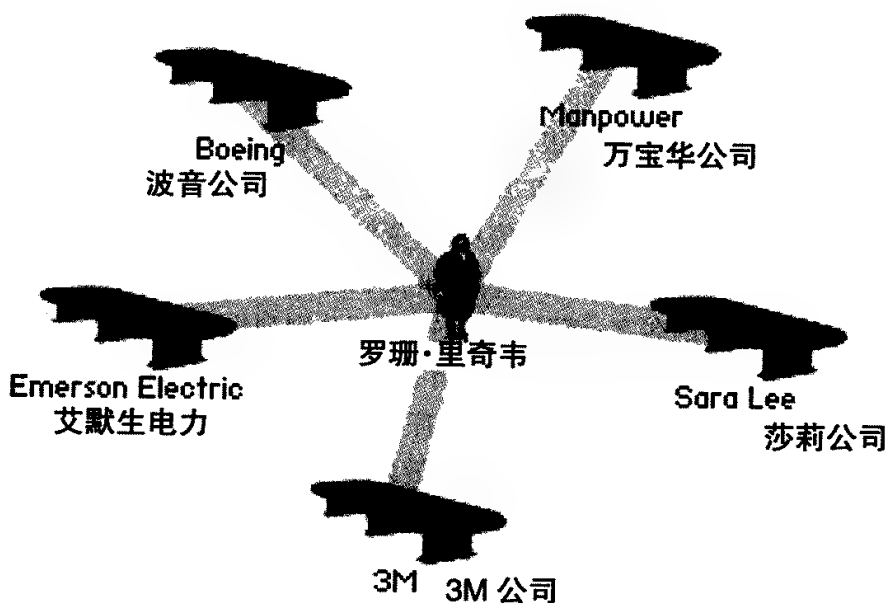 Manpower
万宝华公司
Boeing
波音公司
罗珊·里奇韦
Emerson Electric
艾默生电力
Sara Lee
莎莉公司
3M
3M 公司